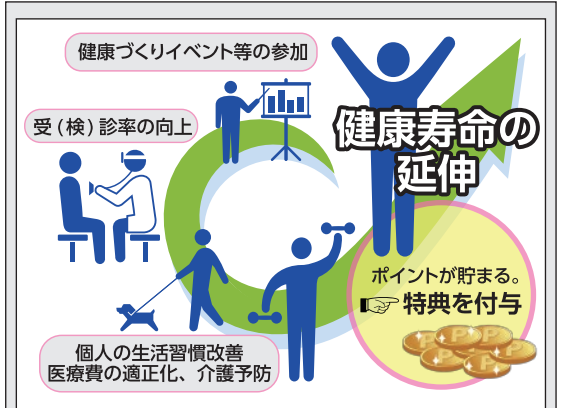 健康づくりイベント等の参加
受(検)診率の向上
健康寿命の
延伸
ポイントが貯まる。
☞特典を付与
P P P P P P
個人の生活習慣改善
医療費の適正化、介護予防